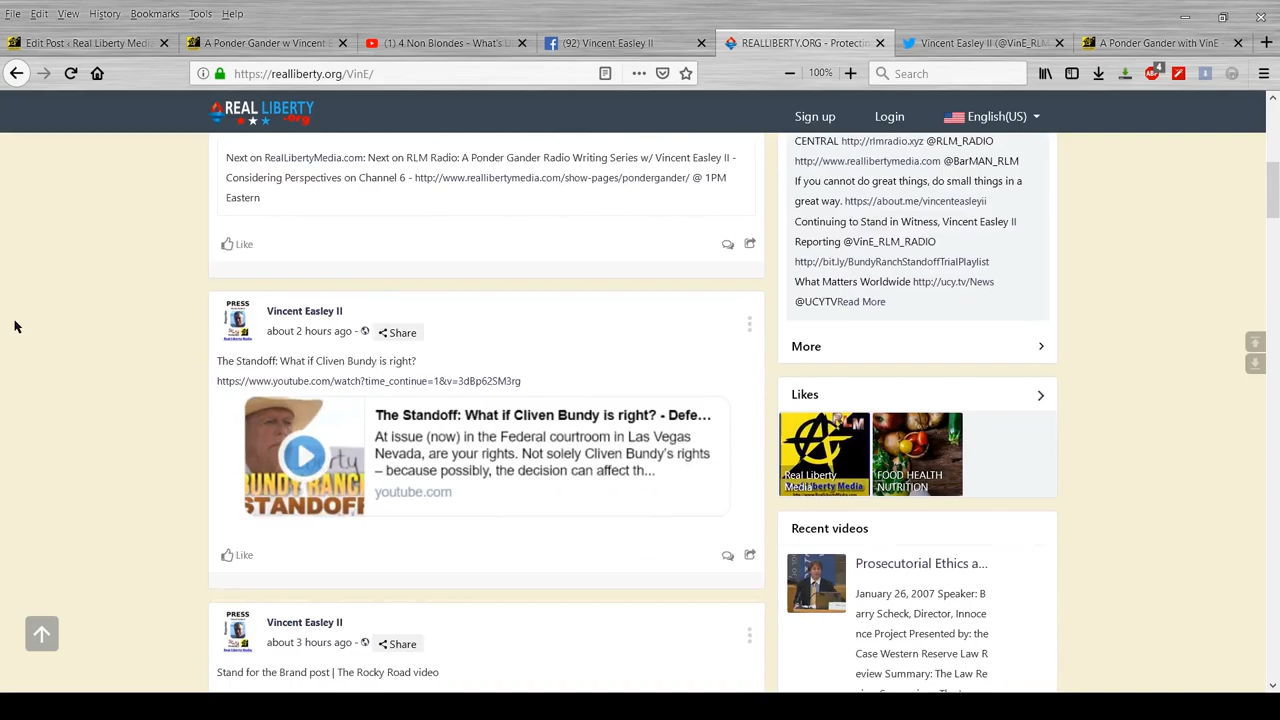 File Edit View History Bookmarks Tools Help
Edit Post ‹ Real Liberty Medi
A Ponder Gander w Vincent E
(1) 4 Non Blondes - What's U
(92) Vincent Easley II
REALLIBERTY.ORG - Protectin
Vincent Easley II (@VinE_RLM
A Ponder Gander with VinE -
https://realliberty.org/VinE/
100%
Search
4
REAL LIBERTY
.org
Sign up
Login
English(US)
Next on RealLibertyMedia.com: Next on RLM Radio: A Ponder Gander Radio Writing Series w/ Vincent Easley II -
Considering Perspectives on Channel 6 - http://www.reallibertymedia.com/show-pages/pondergander/ @ 1PM
Eastern
Like
PRESS
Vincent Easley II
about 2 hours ago -
Share
The Standoff: What if Cliven Bundy is right?
https://www.youtube.com/watch?time_continue=1&v=3dBp62SM3rg
BUNDY RANCH
STANDOFF
The Standoff: What if Cliven Bundy is right? - Defe...
At issue (now) in the Federal courtroom in Las Vegas
Nevada, are your rights. Not solely Cliven Bundy's rights
– because possibly, the decision can affect th...
youtube.com
Like
PRESS
Vincent Easley II
about 3 hours ago -
Share
Stand for the Brand post | The Rocky Road video
CENTRAL http://rlmradio.xyz @RLM_RADIO
http://www.reallibertymedia.com @BarMAN_RLM
If you cannot do great things, do small things in a
great way. https://about.me/vincenteasleyii
Continuing to Stand in Witness, Vincent Easley II
Reporting @VinE_RLM_RADIO
http://bit.ly/BundyRanchStandoffTrialPlaylist
What Matters Worldwide http://ucy.tv/News
@UCYTVRead More
More
Likes
Real Liberty
Media
FOOD HEALTH
NUTRITION
Recent videos
Prosecutorial Ethics a...
January 26, 2007 Speaker: B
arry Scheck, Director, Innoce
nce Project Presented by: the
Case Western Reserve Law R
eview Summary: The Law Re